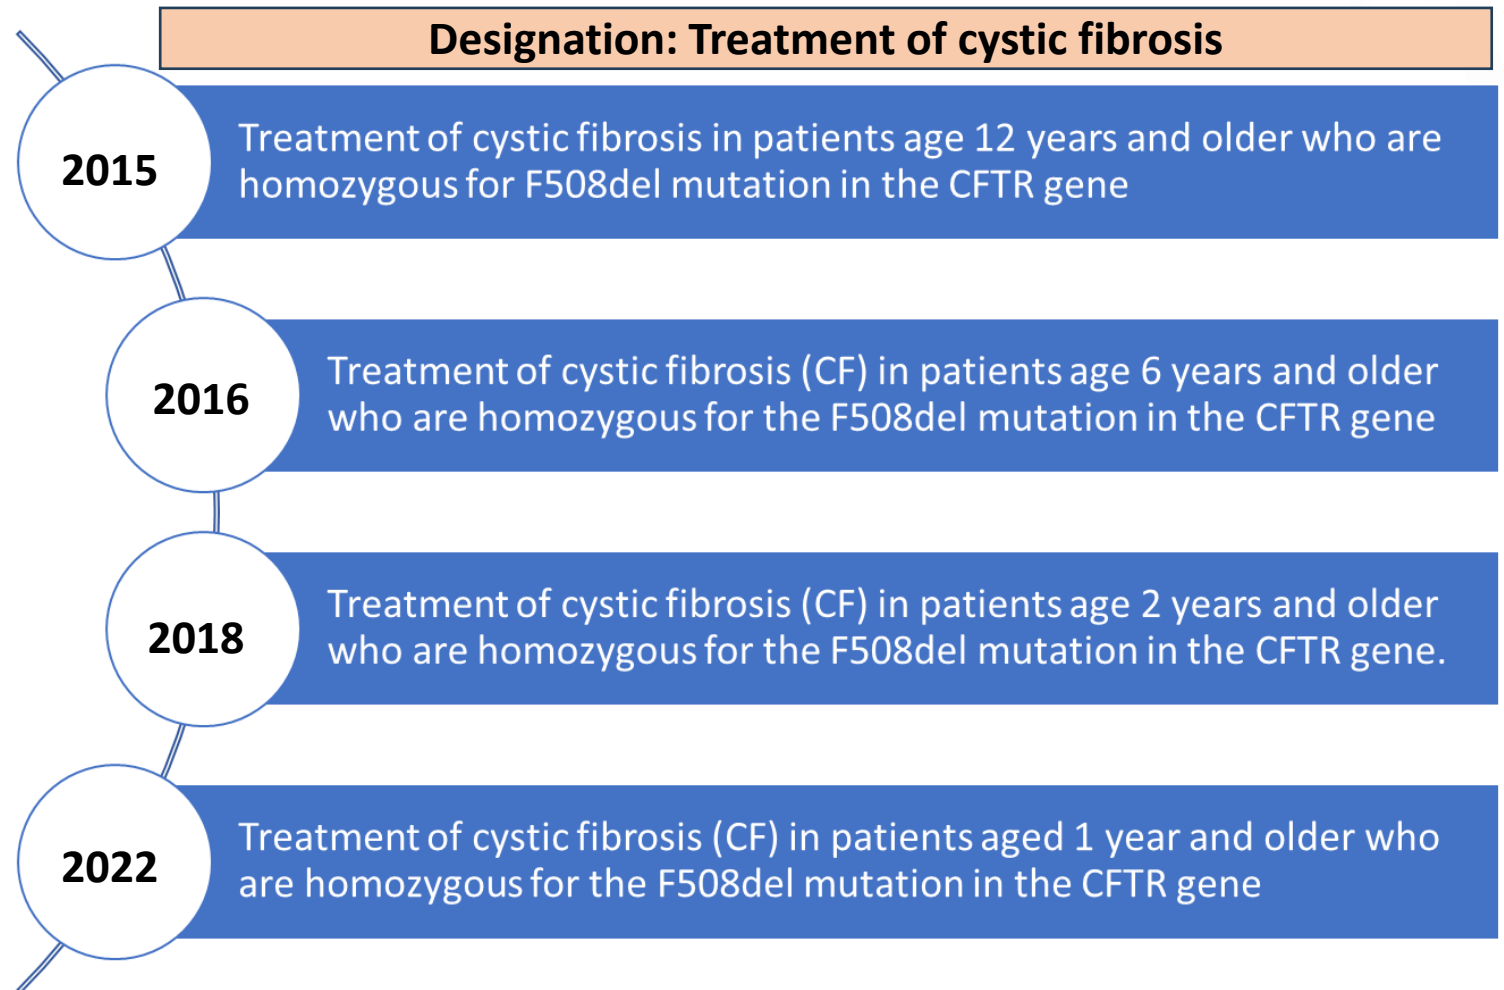 Designation: Treatment of cystic fibrosis
2015
Treatment of cystic fibrosis in patients age 12 years and older who are
homozygous for F508del mutation in the CFTR gene
2016
Treatment of cystic fibrosis (CF) in patients age 6 years and older
who are homozygous for the F508del mutation in the CFTR gene
2018
Treatment of cystic fibrosis (CF) in patients age 2 years and older
who are homozygous for the F508del mutation in the CFTR gene.
2022
Treatment of cystic fibrosis (CF) in patients aged 1 year and older who
are homozygous for the F508del mutation in the CFTR gene